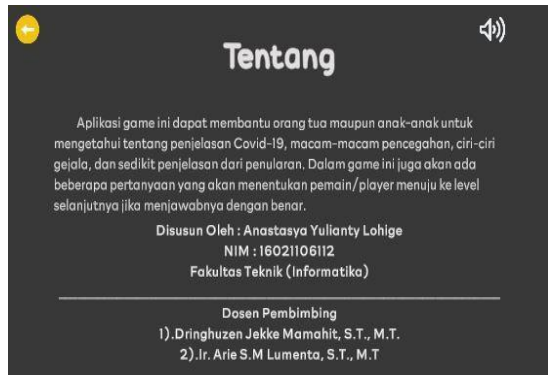 Tentang
Aplikasi game ini dapat membantu orang tua maupun anak-anak untuk
mengetahui tentang penjelasan Covid-19, macam-macam pencegahan, ciri-ciri
gejala, dan sedikit penjelasan dari penularan. Dalam game ini juga akan ada
beberapa pertanyaan yang akan menentukan pemain/player menuju ke level
selanjutnya jika menjawabnya dengan benar.
Disusun Oleh : Anastasya Yulianty Lohige
NIM : 16021106112
Fakultas Teknik (Informatika)
Dosen Pembimbing
1).Dringhuzen Jekke Mamahit, S.T., M.T.
2).Ir. Arie S.M Lumenta, S.T., M.T